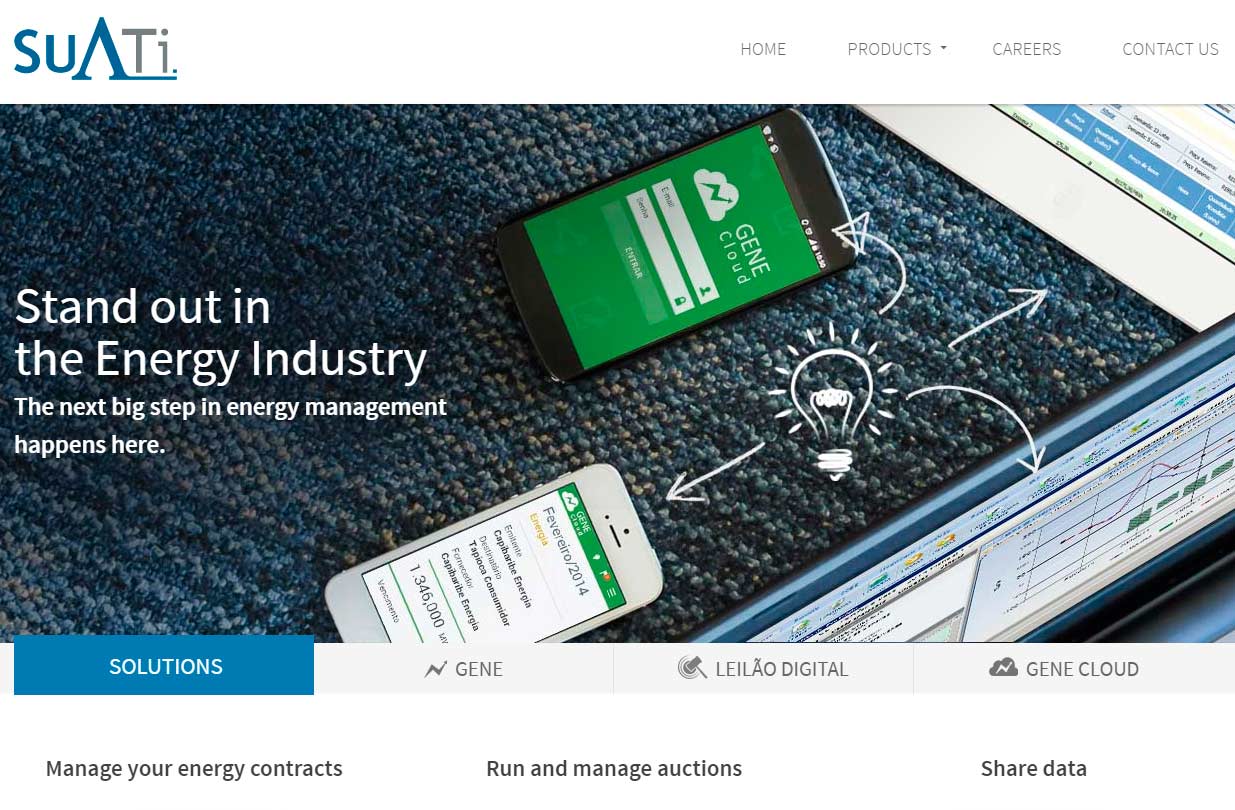 SUATi.
HOME
PRODUCTS
CAREERS
CONTACT US
GENE
Cloud
E-mail
Senha
ENTRAR
Stand out in
the Energy Industry
The next big step in energy management
happens here.
GENE
Cloud
Fevereiro/2014
Energia
Emitente
Capibaribe Energia
Destinatário
Tapioca Consumidor
Fornecedor
Capibaribe Energia
1.346,000
Vencimento
SOLUTIONS
GENE
LEILÃO DIGITAL
GENE CLOUD
Manage your energy contracts
Run and manage auctions
Share data